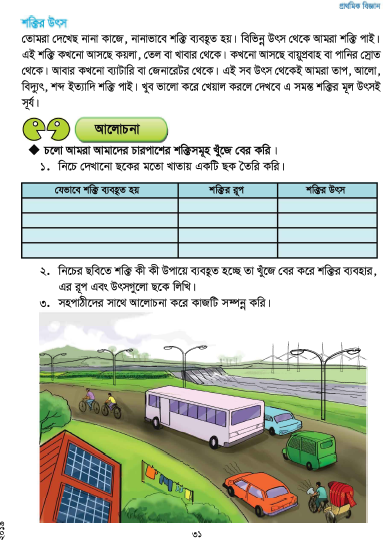 প্রাথমিক বিজ্ঞান
শক্তির উৎস
তোমরা দেখেছ নানা কাজে, নানাভাবে শক্তি ব্যবহৃত হয়। বিভিন্ন উৎস থেকে আমরা শক্তি পাই।
এই শক্তি কখনো আসছে কয়লা, তেল বা খাবার থেকে। কখনো আসছে বায়ুপ্রবাহ বা পানির স্রোত
থেকে। আবার কখনো ব্যাটারি বা জেনারেটর থেকে। এই সব উৎস থেকেই আমরা তাপ, আলো,
বিদ্যুৎ, শব্দ ইত্যাদি শক্তি পাই। খুব ভালো করে খেয়াল করলে দেখবে এ সমস্ত শক্তির মূল উৎসই
সূর্য।
আলোচনা
◆ চলো আমরা আমাদের চারপাশের শক্তিসমূহ খুঁজে বের করি।
১. নিচে দেখানো ছকের মতো খাতায় একটি ছক তৈরি করি।
যেভাবে শক্তি ব্যবহৃত হয় শক্তির রূপ শক্তির উৎস
২. নিচের ছবিতে শক্তি কী কী উপায়ে ব্যবহৃত হচ্ছে তা খুঁজে বের করে শক্তির ব্যবহার,
এর রূপ এবং উৎসগুলো ছকে লিখি।
৩. সহপাঠীদের সাথে আলোচনা করে কাজটি সম্পন্ন করি।
৩১